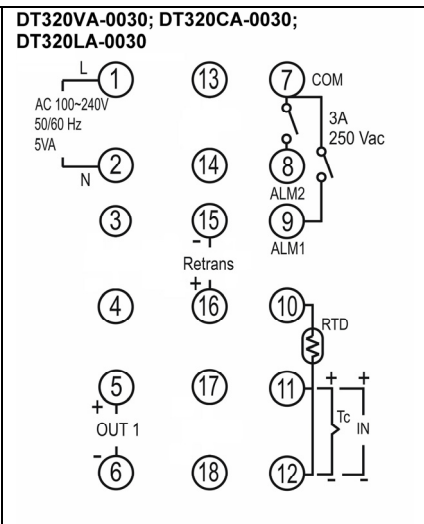 DT320VA-0030; DT320CA-0030;
DT320LA-0030
L 1 13 7 COM
AC 100~240V
50/60 Hz
5VA
3A
250 Vac
N 2 14 8
ALM2
3 15 9
- ALM1
Retrans
+
4 16 10
RTD
5 17 11 + +
+
OUT 1 Tc IN
-
6 18 12 - -